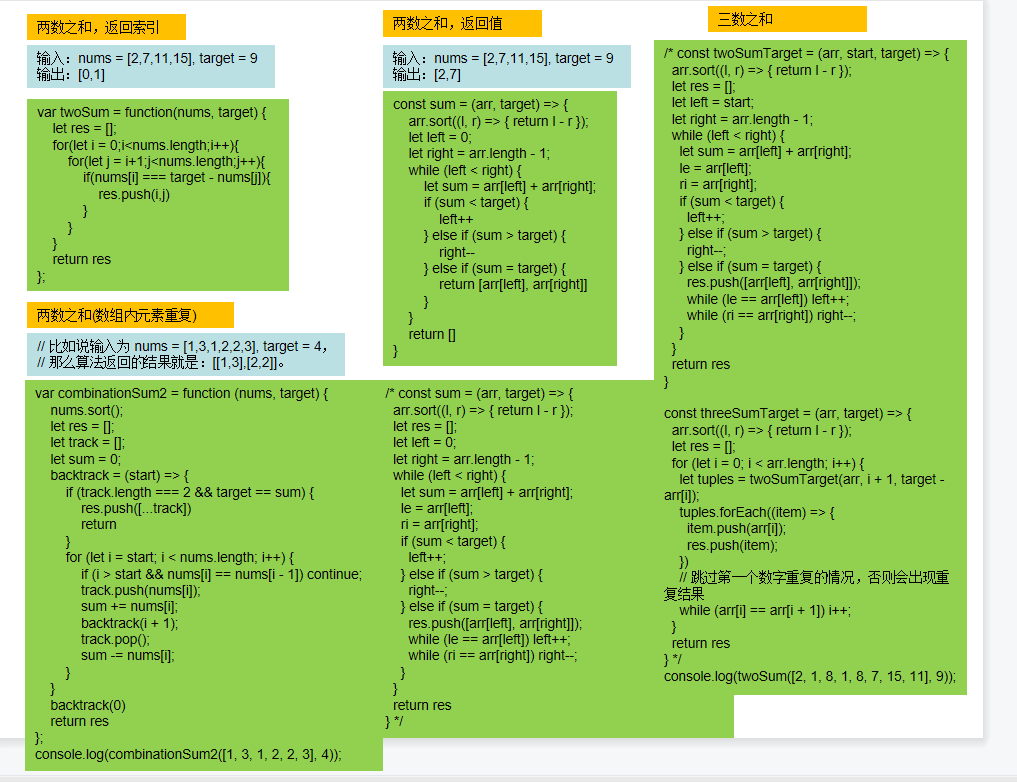 两数之和，返回索引
输入：nums = [2,7,11,15], target = 9
输出：[0,1]
var twoSum = function(nums, target) {
let res = [];
for(let i = 0;i<nums.length;i++){
for(let j = i+1;j<nums.length;j++){
if(nums[i] === target - nums[j]){
res.push(i,j)
}
}
}
return res
};
两数之和(数组内元素重复)
// 比如说输入为 nums = [1,3,1,2,2,3], target = 4，
// 那么算法返回的结果就是：[[1,3],[2,2]]。
var combinationSum2 = function (nums, target) {
nums.sort();
let res = [];
let track = [];
let sum = 0;
backtrack = (start) => {
if (track.length === 2 && target == sum) {
res.push([...track])
return
}
for (let i = start; i < nums.length; i++) {
if (i > start && nums[i] == nums[i - 1]) continue;
track.push(nums[i]);
sum += nums[i];
backtrack(i + 1);
track.pop();
sum -= nums[i];
}
}
backtrack(0)
return res
};
console.log(combinationSum2([1, 3, 1, 2, 2, 3], 4));
两数之和，返回值
输入：nums = [2,7,11,15], target = 9
输出：[2,7]
const sum = (arr, target) => {
arr.sort((l, r) => { return l - r });
let left = 0;
let right = arr.length - 1;
while (left < right) {
let sum = arr[left] + arr[right];
if (sum < target) {
left++
} else if (sum > target) {
right--
} else if (sum = target) {
return [arr[left], arr[right]]
}
}
return []
}
/* const sum = (arr, target) => {
arr.sort((l, r) => { return l - r });
let res = [];
let left = 0;
let right = arr.length - 1;
while (left < right) {
let sum = arr[left] + arr[right];
le = arr[left];
ri = arr[right];
if (sum < target) {
left++;
} else if (sum > target) {
right--;
} else if (sum = target) {
res.push([arr[left], arr[right]]);
while (le == arr[left]) left++;
while (ri == arr[right]) right--;
}
}
return res
} */
三数之和
/* const twoSumTarget = (arr, start, target) => {
arr.sort((l, r) => { return l - r });
let res = [];
let left = start;
let right = arr.length - 1;
while (left < right) {
let sum = arr[left] + arr[right];
le = arr[left];
ri = arr[right];
if (sum < target) {
left++;
} else if (sum > target) {
right--;
} else if (sum = target) {
res.push([arr[left], arr[right]]);
while (le == arr[left]) left++;
while (ri == arr[right]) right--;
}
}
return res
}
const threeSumTarget = (arr, target) => {
arr.sort((l, r) => { return l - r });
let res = [];
for (let i = 0; i < arr.length; i++) {
let tuples = twoSumTarget(arr, i + 1, target -
arr[i]);
tuples.forEach((item) => {
item.push(arr[i]);
res.push(item);
})
// 跳过第一个数字重复的情况，否则会出现重
复结果
while (arr[i] == arr[i + 1]) i++;
}
return res
} */
console.log(twoSum([2, 1, 8, 1, 8, 7, 15, 11], 9));